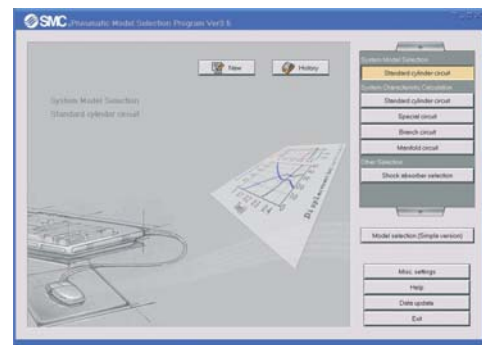 SMC Pneumatic Model Selection Program Ver3.5
New
History
System Model Selection
Standard cylinder circuit
System Model Selection
Standard cylinder circuit
System Characteristic Calculation
Standard cylinder circuit
Special circuit
Branch circuit
Manifold circuit
Other Selection
Shock absorber selection
Model selection (Simple version)
Misc. settings
Help
Data update
Exit